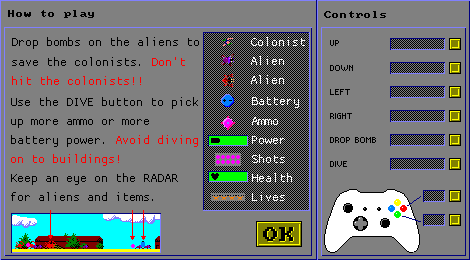 How to play
Drop bombs on the aliens to
save the colonists. Don't
hit the colonists!!
Use the DIVE button to pick
up more ammo or more
battery power. Avoid diving
on to buildings!
Keep an eye on the RADAR
for aliens and items.
Colonist
Alien
Alien
Battery
Ammo
Power
Shots
Health
Lives
OK
Controls
UP
DOWN
LEFT
RIGHT
DROP BOMB
DIVE